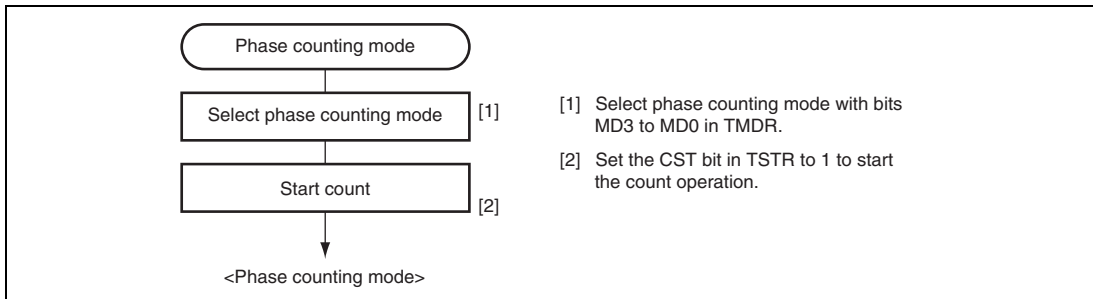 Phase counting mode
Select phase counting mode
[1]
Start count
[2]
<Phase counting mode>
[1] Select phase counting mode with bits
MD3 to MD0 in TMDR.
[2] Set the CST bit in TSTR to 1 to start
the count operation.